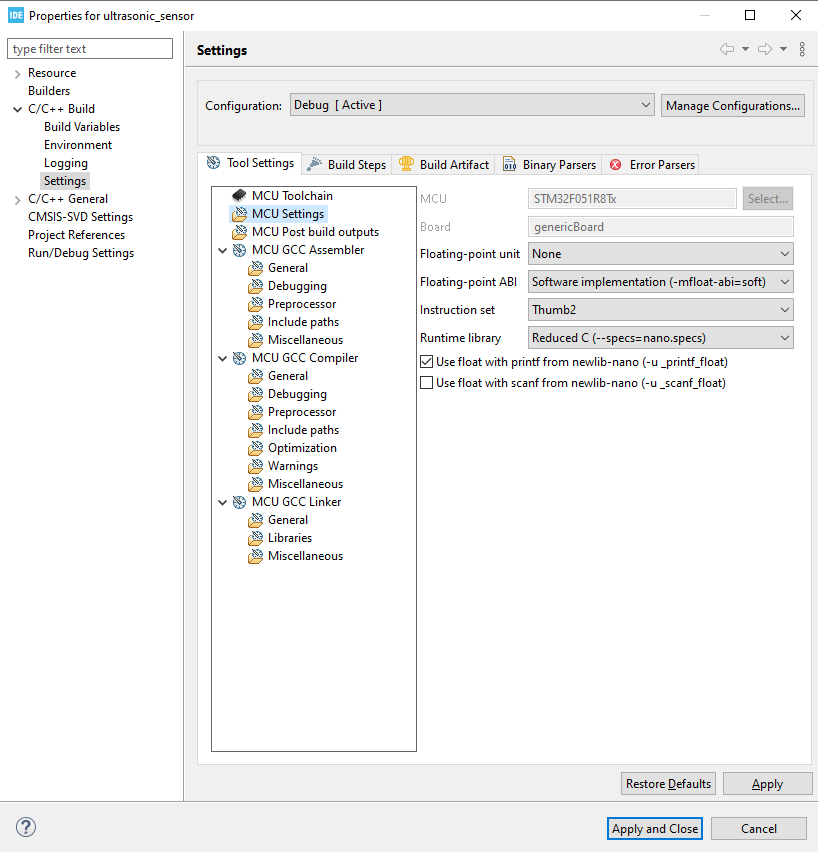 IDE Properties for ultrasonic_sensor
type filter text
Resource
Builders
C/C++ Build
Build Variables
Environment
Logging
Settings
C/C++ General
CMSIS-SVD Settings
Project References
Run/Debug Settings
Settings
Configuration: Debug [ Active ] Manage Configurations...
Tool Settings Build Steps Build Artifact Binary Parsers Error Parsers
MCU Toolchain
MCU Settings
MCU Post build outputs
MCU GCC Assembler
General
Debugging
Preprocessor
Include paths
Miscellaneous
MCU GCC Compiler
General
Debugging
Preprocessor
Include paths
Optimization
Warnings
Miscellaneous
MCU GCC Linker
General
Libraries
Miscellaneous
MCU STM32F051R8Tx Select...
Board genericBoard
Floating-point unit None
Floating-point ABI Software implementation (-mfloat-abi=soft)
Instruction set Thumb2
Runtime library Reduced C (--specs=nano.specs)
Use float with printf from newlib-nano (-u _printf_float)
Use float with scanf from newlib-nano (-u _scanf_float)
Restore Defaults Apply
? Apply and Close Cancel